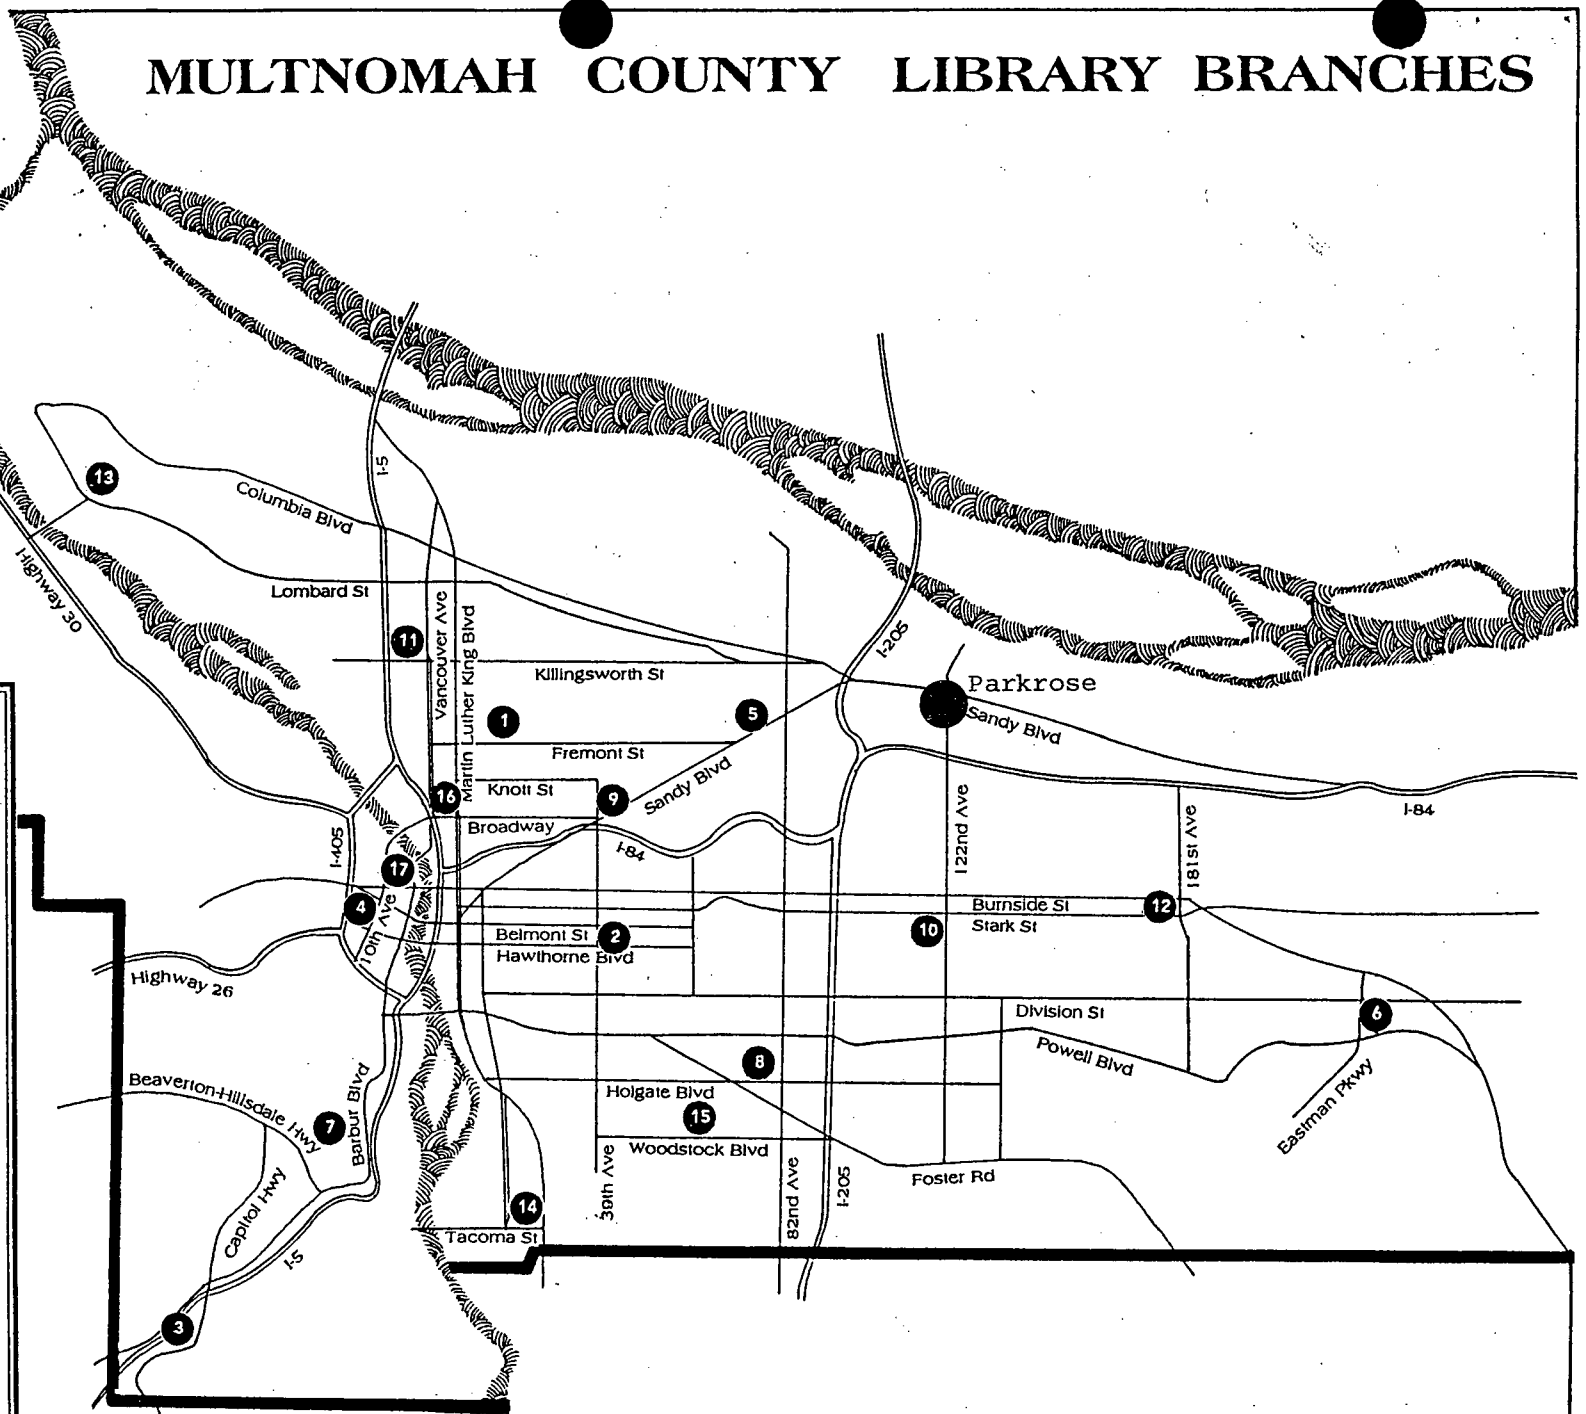 MULTNOMAH COUNTY LIBRARY BRANCHES
I-5
13
Columbia Blvd
Highway 30
Lombard St
Vancouver Ave
Martin Luther King Blvd
11
I-205
Killingsworth St
Parkrose
1
5
Sandy Blvd
Fremont St
16
Knott St
9
Sandy Blvd
Broadway
I-84
I-84
I-405
17
122nd Ave
181st Ave
4
10th Ave
Burnside St
12
Belmont St
2
10
Stark St
Hawthorne Blvd
Highway 26
Division St
6
Powell Blvd
8
Beaverton-Hillsdale Hwy
Barbur Blvd
Holgate Blvd
Eastman Pkwy
7
15
Woodstock Blvd
Capitol Hwy
39th Ave
82nd Ave
I-205
Foster Rd
14
Tacoma St
I-5
3